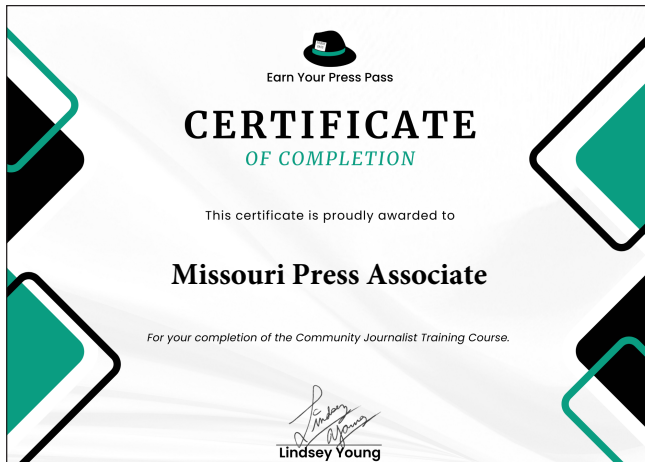 Earn Your Press Pass
CERTIFICATE
OF COMPLETION
This certificate is proudly awarded to
Missouri Press Associate
For your completion of the Community Journalist Training Course.
Lindsey Young
Lindsey Young